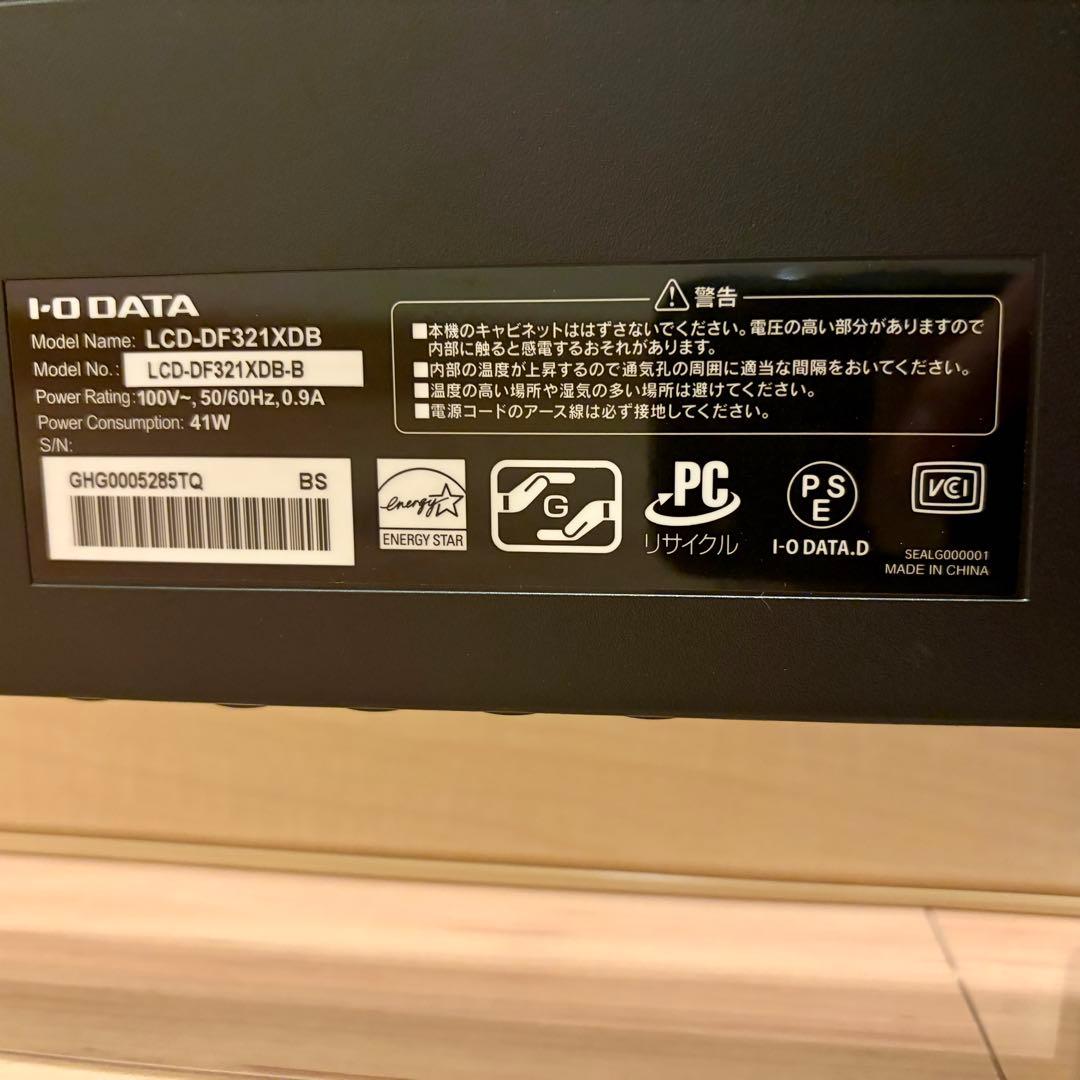 I-O DATA
Model Name: LCD-DF321XDB
Model No.: LCD-DF321XDB-B
Power Rating: 100V~, 50/60Hz, 0.9A
Power Consumption: 41W
S/N:
GHG0005285TQ BS
警告
■本機のキャビネットははずさないでください。電圧の高い部分がありますので
内部に触ると感電するおそれがあります。
■内部の温度が上昇するので通気孔の周囲に適当な間隔をおいてください。
■温度の高い場所や湿気の多い場所は避けてください。
■電源コードのアース線は必ず接地してください。
energy
ENERGY STAR
G
PC
リサイクル
PSE
I-O DATA.D
VCI
SEALG000001
MADE IN CHINA